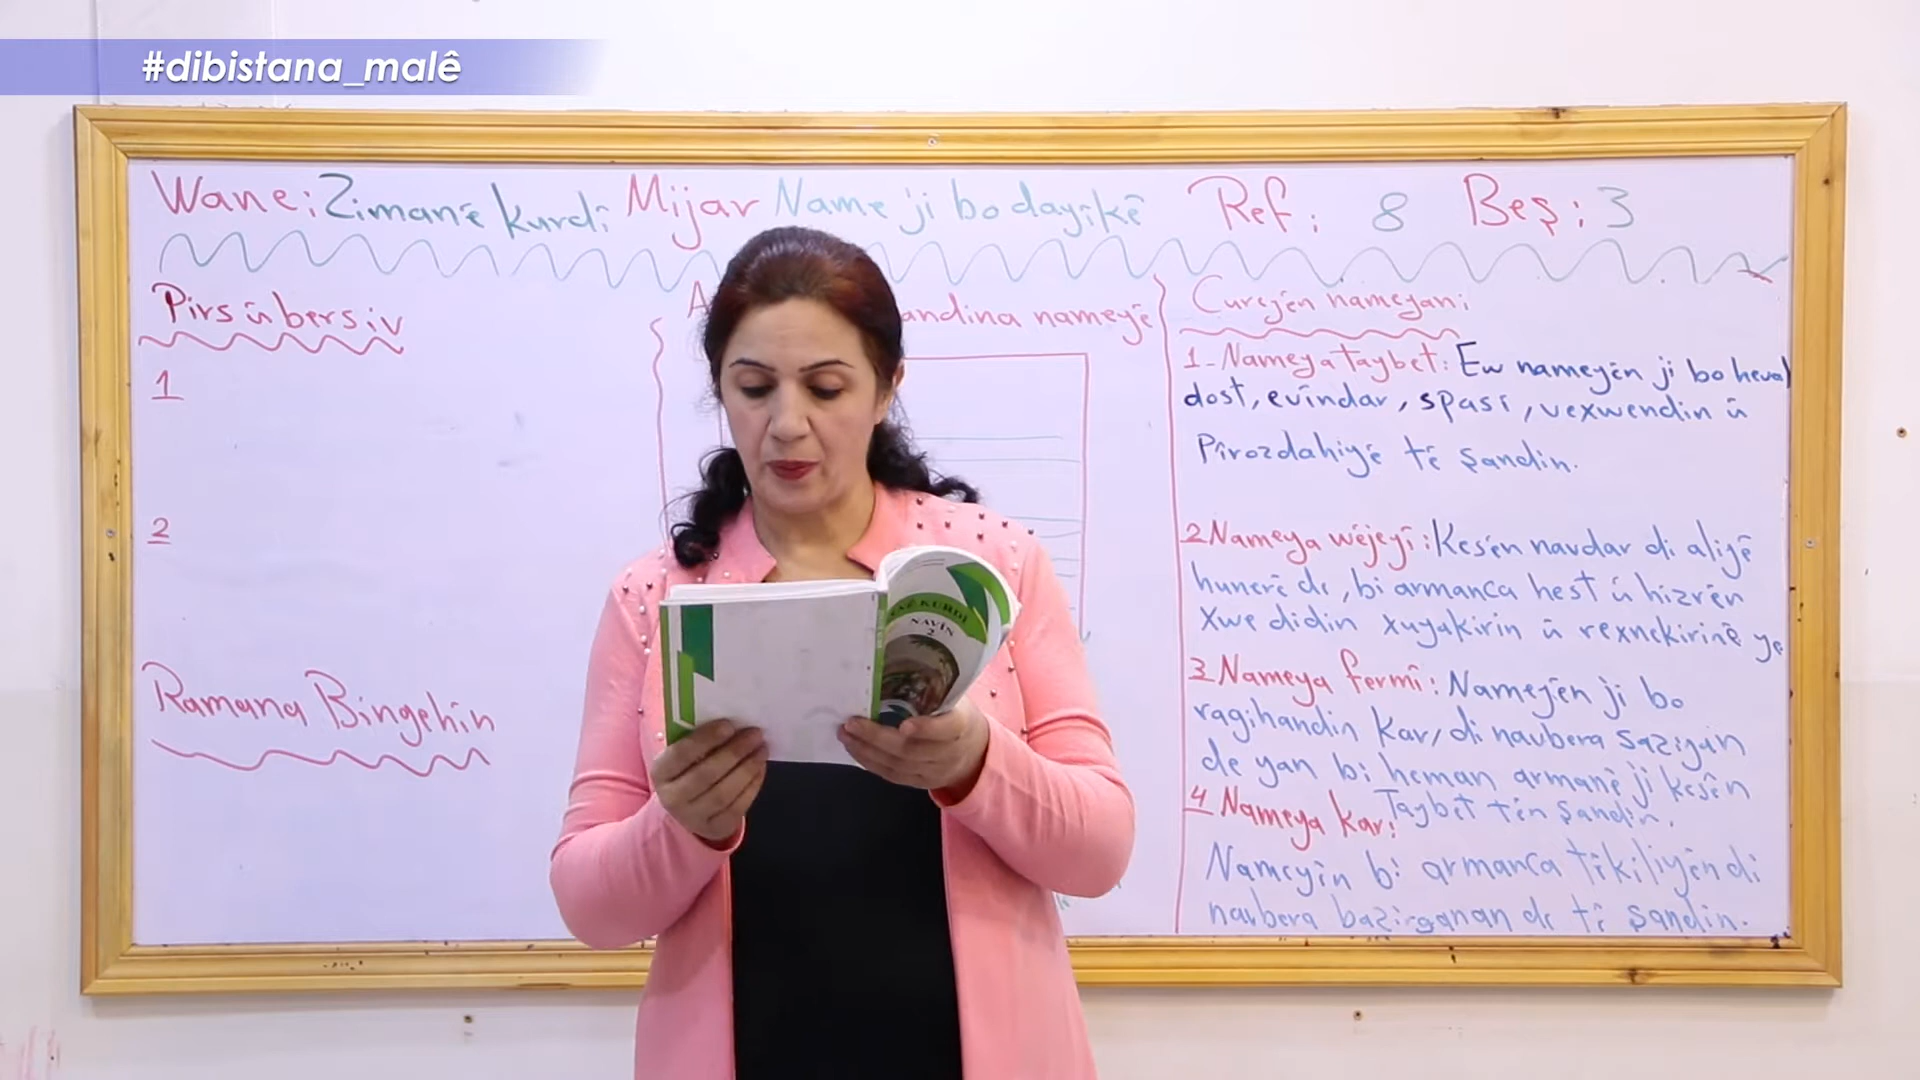 #dibistana_malê
Wane: Zimanê kurdî Mijar Name ji bo dayikê Ref: 8 Beş: 3
Pirs û bersiv
1
2
Ramana Bingehîn
andina nameyê
Cureyên nameyan:
1- Nameya taybet: Ew nameyên ji bo heval
dost, evîndar, spasî, vexwendin û
Pîrozdahiyê tê şandin.
2 Nameya wêjeyî: Kesên navdar di aliyê
hunerê de, bi armanca hest û hizrên
xwe didin xuyakirin û rexnekirinê ye
3 Nameya fermî: Nameyên ji bo
ragihandin kar, di navbera saziyan
de yan bi heman armanê ji kesên
Taybet tên şandin.
4 Nameya kar:
Nameyên bi armanca têkiliyên di
navbera bazirganan de tê şandin.
KURDÎ
NAVÎN
2